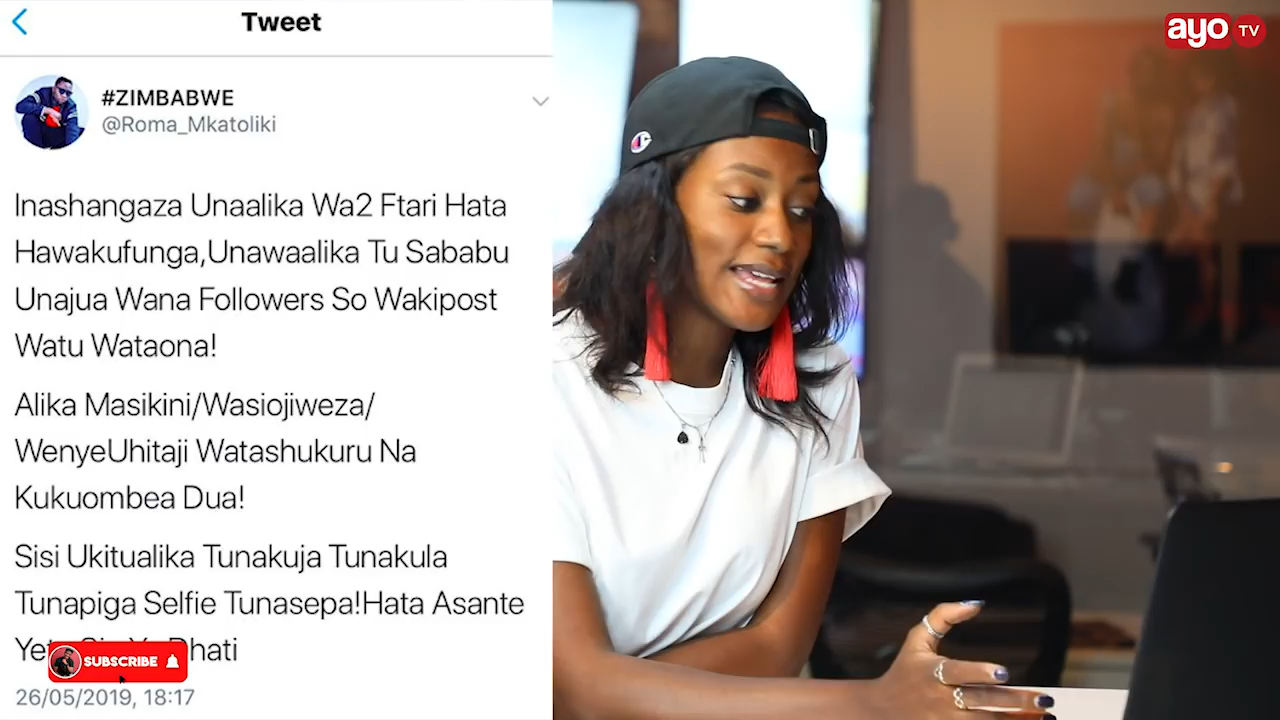 Tweet
#ZIMBABWE
@Roma_Mkatoliki
Inashangaza Unaalika Wa2 Ftari Hata
Hawakufunga,Unawaalika Tu Sababu
Unajua Wana Followers So Wakipost
Watu Wataona!
Alika Masikini/Wasiojiweza/
WenyeUhitaji Watashukuru Na
Kukuombea Dua!
Sisi Ukitualika Tunakuja Tunakula
Tunapiga Selfie Tunasepa!Hata Asante
SUBSCRIBE
26/05/2019, 18:17
ayo TV